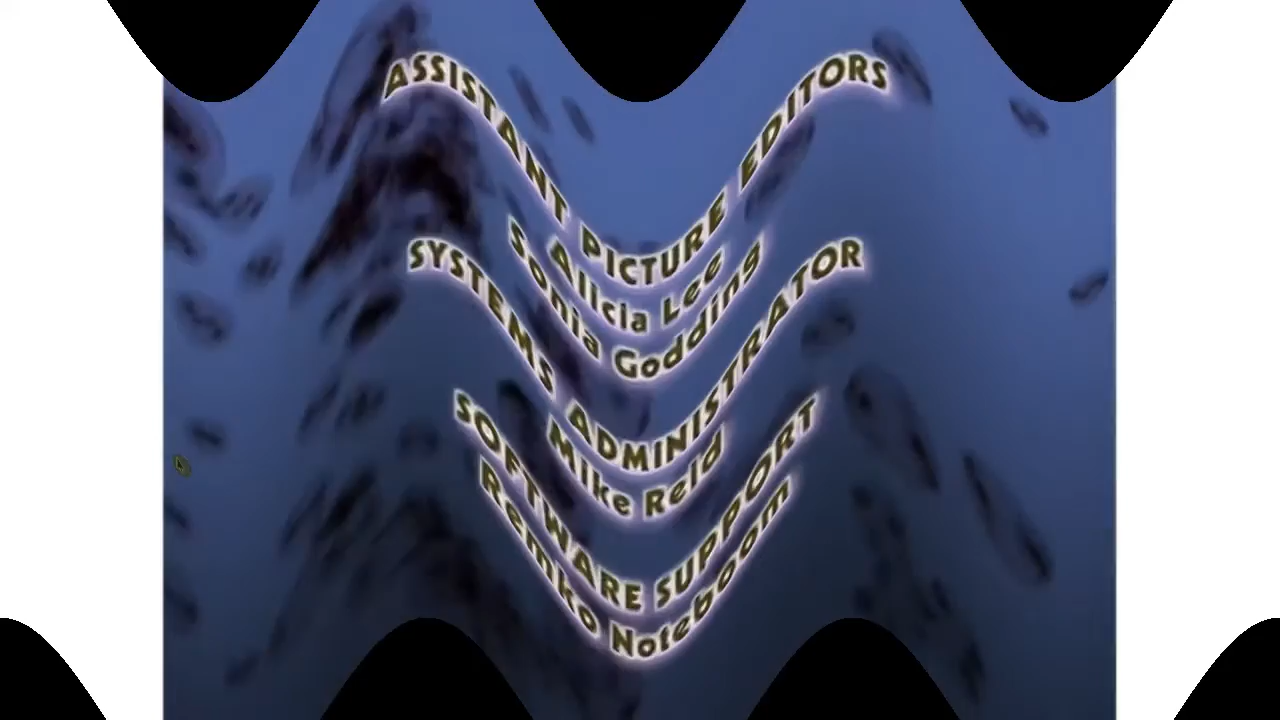 ASSISTANT PICTURE EDITORS
Alicia Lee
Sonia Godding
SYSTEMS ADMINISTRATOR
Mike Reid
SOFTWARE SUPPORT
Remko Noteboom